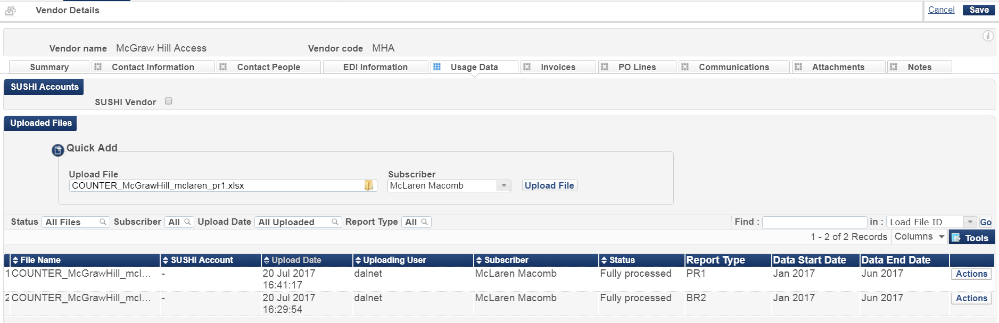 Vendor Details
Cancel Save
Vendor name McGraw Hill Access Vendor code MHA
Summary Contact Information Contact People EDI Information Usage Data Invoices PO Lines Communications Attachments Notes
SUSHI Accounts
SUSHI Vendor
Uploaded Files
Quick Add
Upload File Subscriber
COUNTER_McGrawHill_mclaren_pr1.xlsx McLaren Macomb Upload File
Status All Files Subscriber All Upload Date All Uploaded Report Type All Find : in : Load File ID Go
1 - 2 of 2 Records Columns Tools
File Name SUSHI Account Upload Date Uploading User Subscriber Status Report Type Data Start Date Data End Date
1 COUNTER_McGrawHill_mcl... - 20 Jul 2017 dalnet McLaren Macomb Fully processed PR1 Jan 2017 Jun 2017 Actions
16:41:17
2 COUNTER_McGrawHill_mcl... - 20 Jul 2017 dalnet McLaren Macomb Fully processed BR2 Jan 2017 Jun 2017 Actions
16:29:54